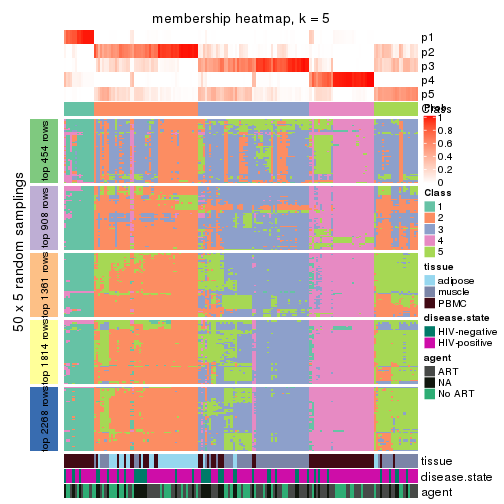 membership heatmap, k = 5
p1
p2
p3
p4
p5
Class
Prob
1
0.8
0.6
0.4
0.2
0
Class
1
2
3
4
5
tissue
adipose
muscle
PBMC
disease.state
HIV-negative
HIV-positive
agent
ART
NA
No ART
50 x 5 random samplings
top 454 rows
top 908 rows
top 1361 rows
top 1814 rows
top 2268 rows
tissue
disease.state
agent